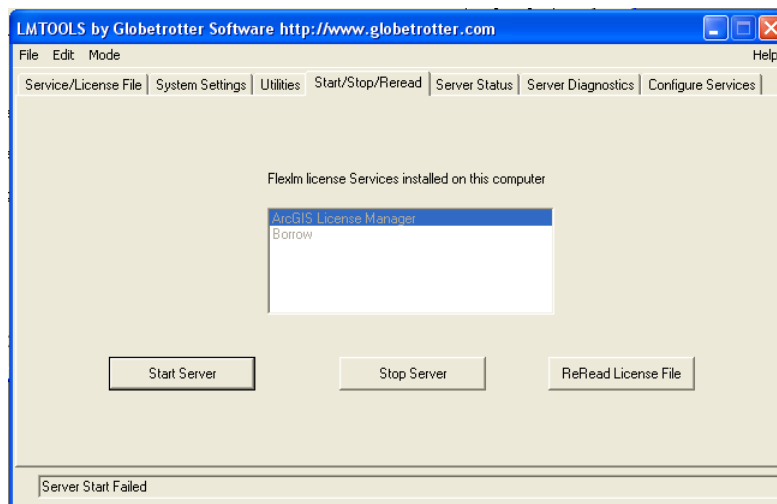 LMTOOLS by Globetrotter Software http://www.globetrotter.com
File Edit Mode Help
Service/License File System Settings Utilities Start/Stop/Reread Server Status Server Diagnostics Configure Services
Flexlm license Services installed on this computer
ArcGIS License Manager
Borrow
Start Server Stop Server ReRead License File
Server Start Failed